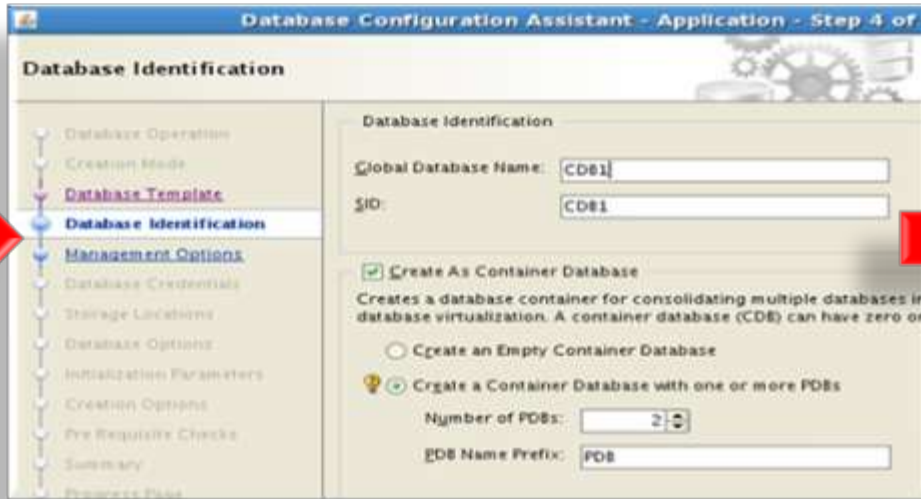 Database Configuration Assistant - Application - Step 4 of
Database Identification
Database Operation
Creation Mode
Database Template
Database Identification
Management Options
Database Credentials
Storage Locations
Database Options
Initialization Parameters
Creation Options
Pre Requisite Checks
Summary
Progress Page
Database Identification
Global Database Name: CDB1
SID: CDB1
Create As Container Database
Creates a database container for consolidating multiple databases in
database virtualization. A container database (CDB) can have zero or
Create an Empty Container Database
Create a Container Database with one or more PDBs
Number of PDBs: 2
PDB Name Prefix: PDB